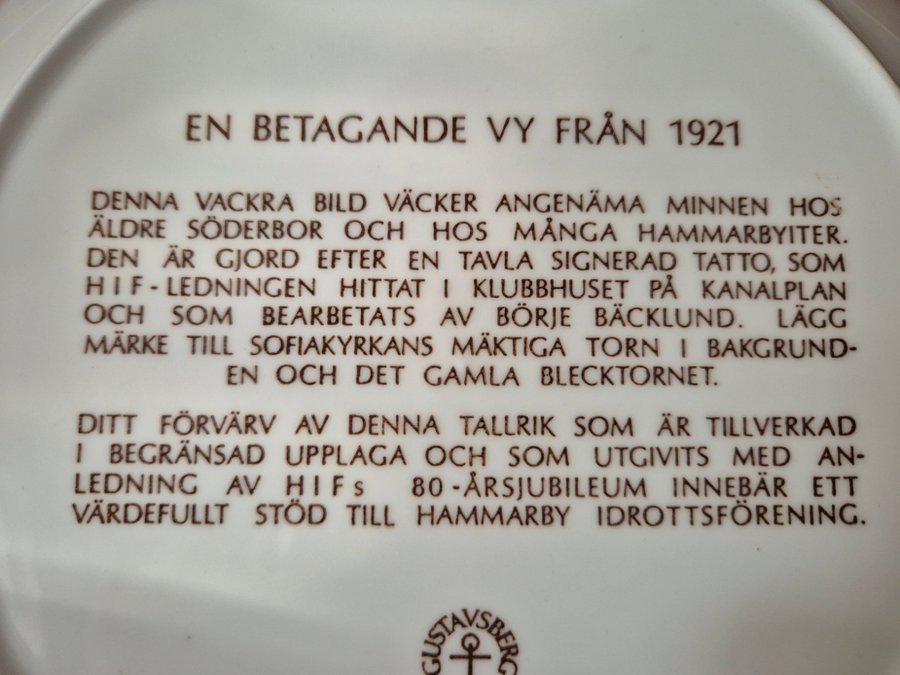 EN BETAGANDE VY FRÅN 1921
DENNA VACKRA BILD VÄCKER ANGENÄMA MINNEN HOS
ÄLDRE SÖDERBOR OCH HOS MÅNGA HAMMARBYITER.
DEN ÄR GJORD EFTER EN TAVLA SIGNERAD TATTO, SOM
HIF-LEDNINGEN HITTAT I KLUBBHUSET PÅ KANALPLAN
OCH SOM BEARBETATS AV BÖRJE BÄCKLUND. LÄGG
MÄRKE TILL SOFIAKYRKANS MÄKTIGA TORN I BAKGRUND-
EN OCH DET GAMLA BLECKTORNET.
DITT FÖRVÄRV AV DENNA TALLRIK SOM ÄR TILLVERKAD
I BEGRÄNSAD UPPLAGA OCH SOM UTGIVITS MED AN-
LEDNING AV HIFs 80-ÅRSJUBILEUM INNEBÄR ETT
VÄRDEFULLT STÖD TILL HAMMARBY IDROTTSFÖRENING.
GUSTAVSBERG